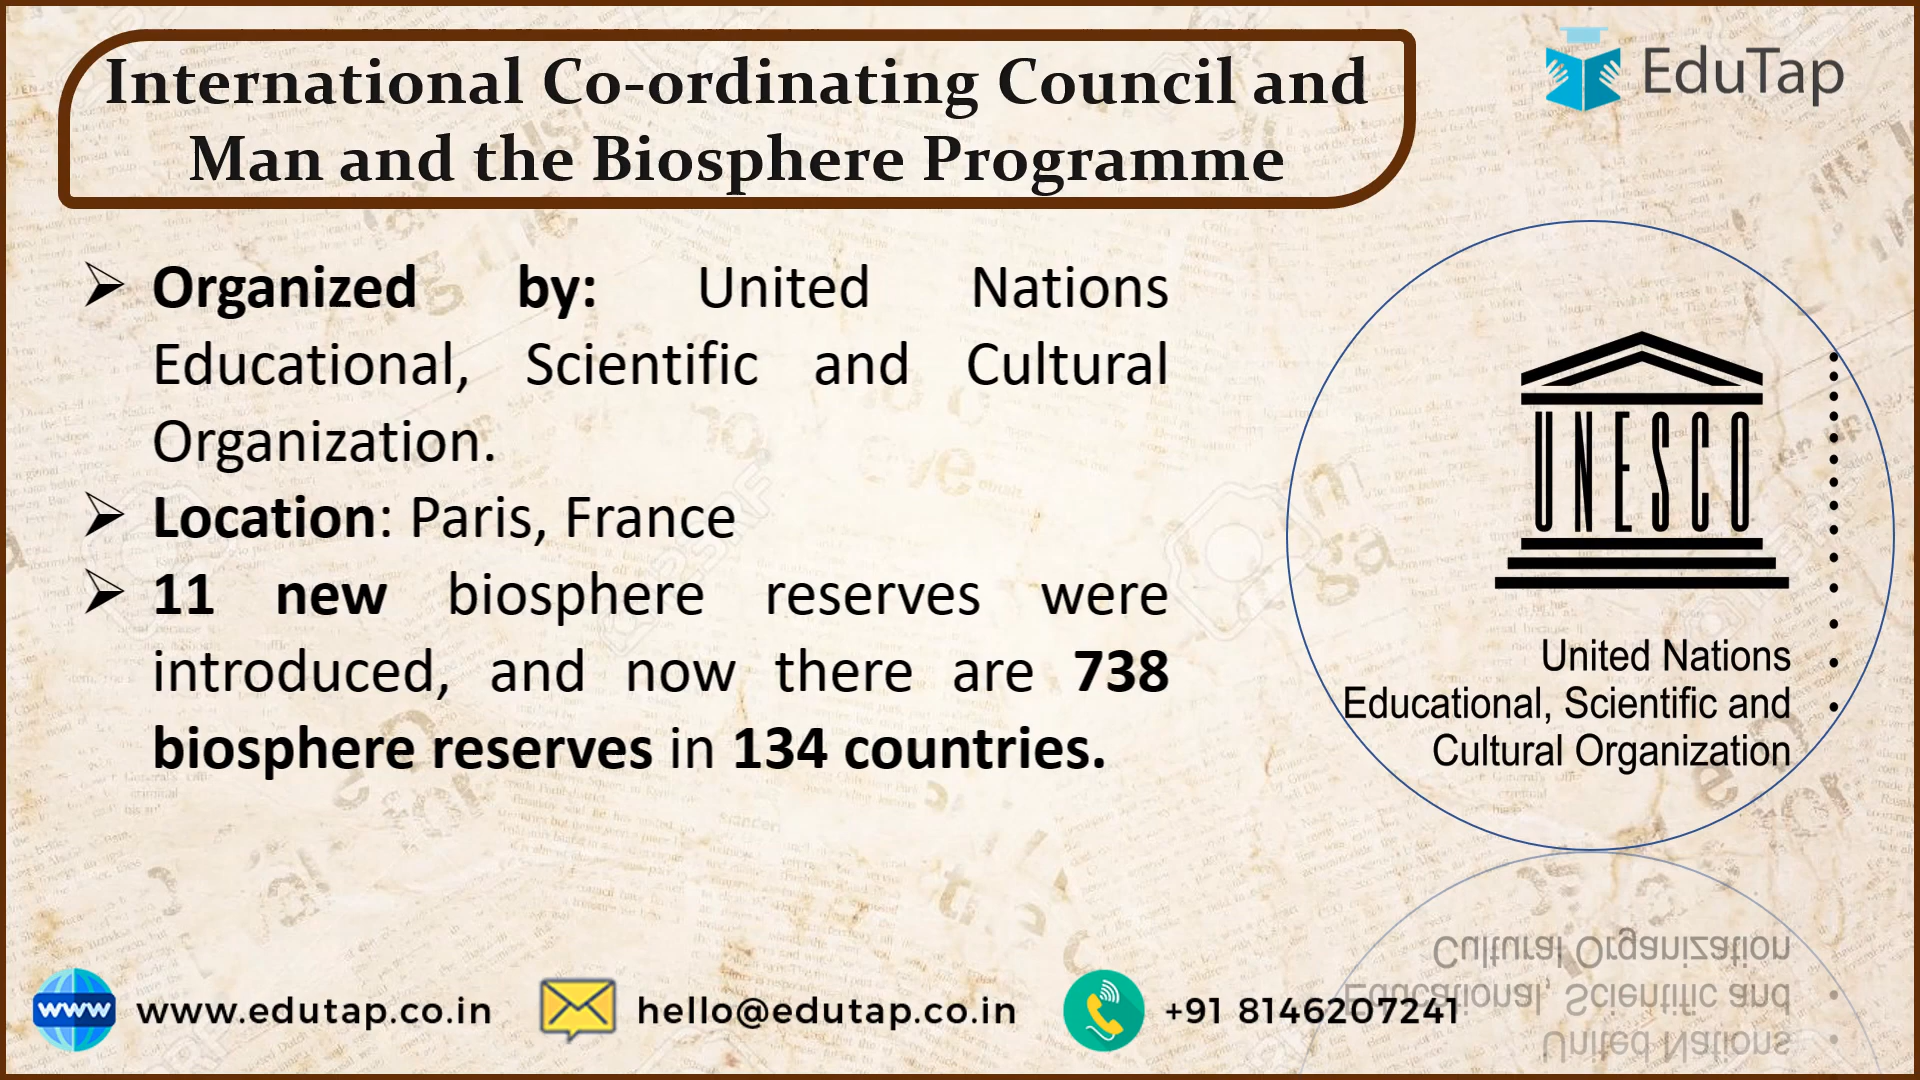 International Co-ordinating Council and
Man and the Biosphere Programme
EduTap
➢ Organized by: United Nations
Educational, Scientific and Cultural
Organization.
➢ Location: Paris, France
➢ 11 new biosphere reserves were
introduced, and now there are 738
biosphere reserves in 134 countries.
UNESCO
United Nations
Educational, Scientific and
Cultural Organization
www
www.edutap.co.in
hello@edutap.co.in
+91 8146207241